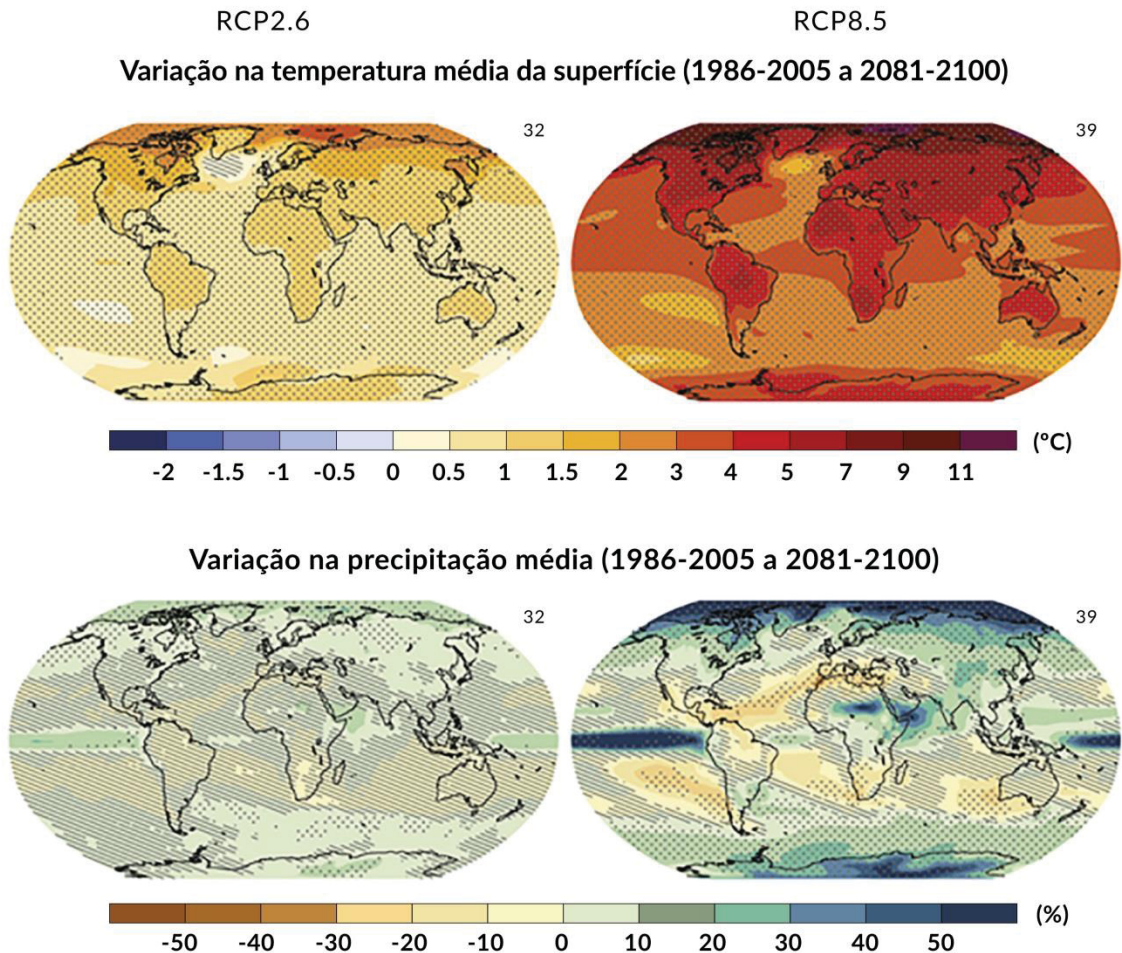 RCP2.6 RCP8.5
Variação na temperatura média da superfície (1986-2005 a 2081-2100)
32 39
-2 -1.5 -1 -0.5 0 0.5 1 1.5 2 3 4 5 7 9 11 (ºC)
Variação na precipitação média (1986-2005 a 2081-2100)
32 39
-50 -40 -30 -20 -10 0 10 20 30 40 50 (%)